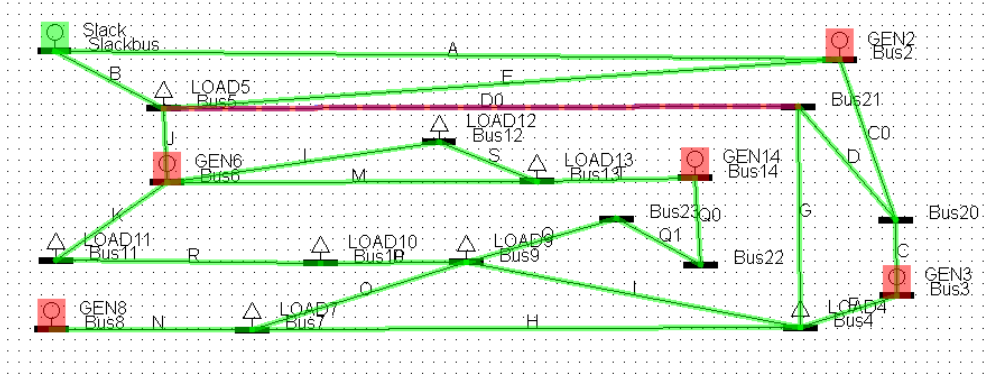 Slack
Slackbus
A
GEN2
Bus2
B
E
LOAD5
Bus5
D0
Bus21
J
LOAD12
Bus12
C0
GEN6
Bus6
S
LOAD13
Bus13
GEN14
Bus14
D
M
K
Bus23
Q0
G
Bus20
LOAD11
Bus11
R
LOAD10
LOAD9
Bus9
Q1
Bus22
C
GEN3
Bus3
O
GEN8
Bus8
N
LOAD7
Bus7
H
LOAD4
Bus4